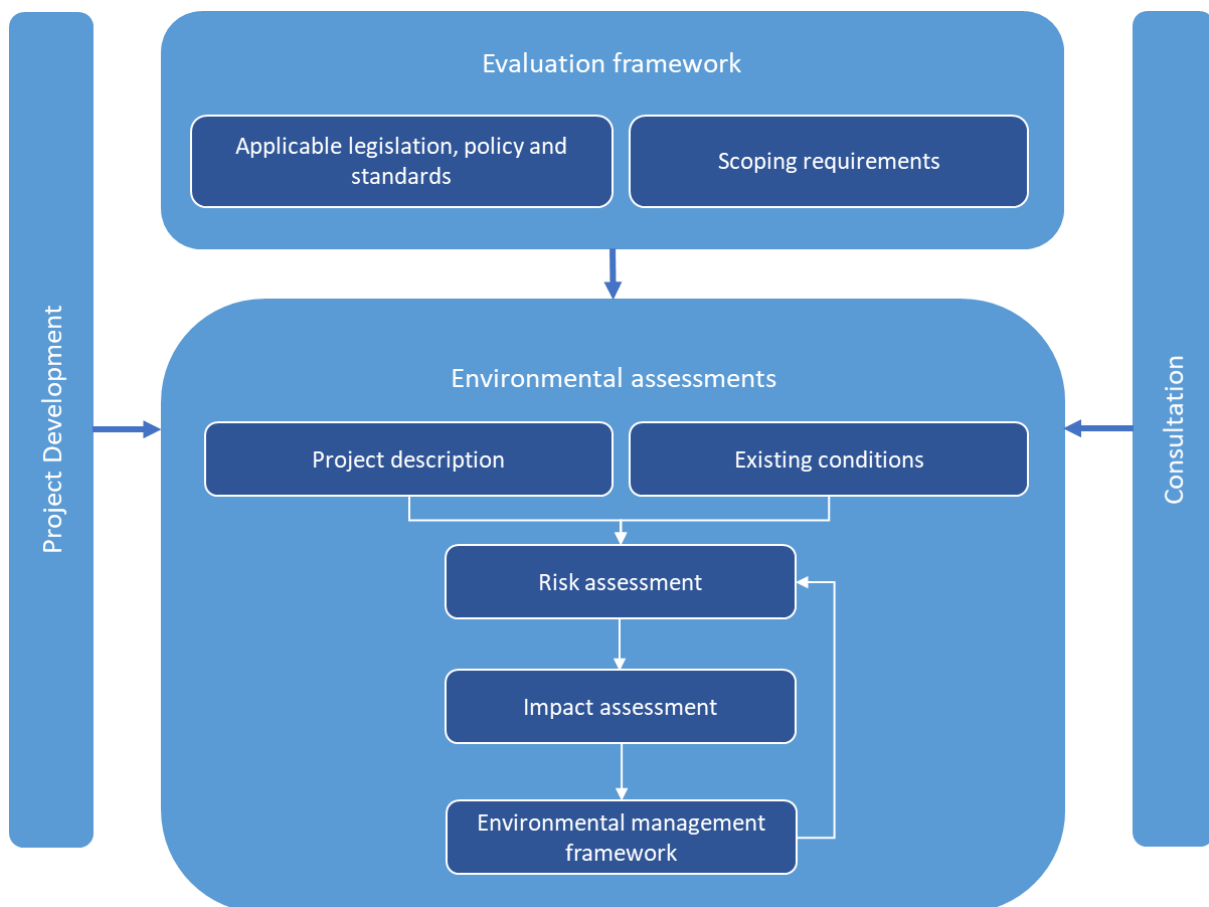 Evaluation framework
Applicable legislation, policy and
standards
Scoping requirements
Project Development
Environmental assessments
Project description
Existing conditions
Risk assessment
Impact assessment
Environmental management
framework
Consultation